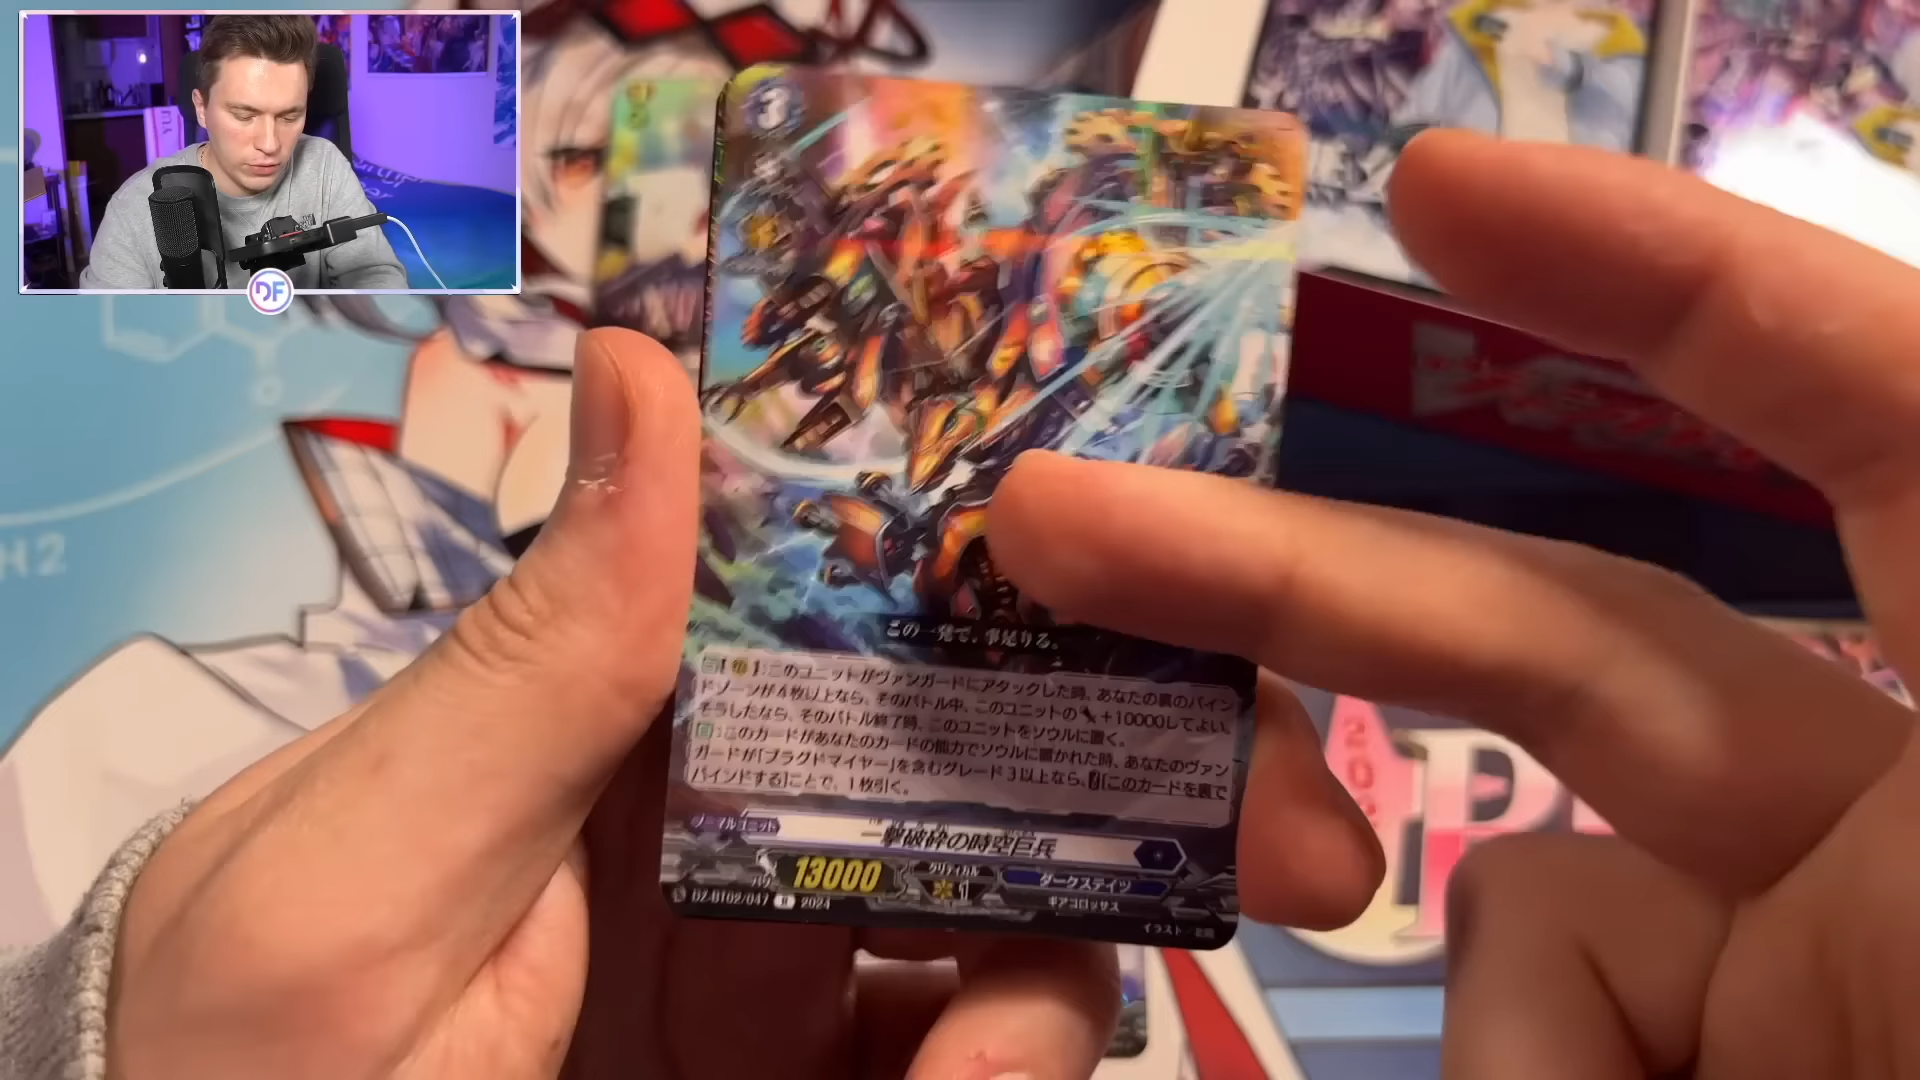 DF
3
H2
この一発で、事足りる。
このユニットがヴァンガードにアタックした時、あなたの裏のバイン
ドゾーンが4枚以上なら、そのバトル中、このユニットの +10000してよい。
そうしたなら、そのバトル終了時、このユニットをソウルに置く。
このカードがあなたのカードの能力でソウルに置かれた時、あなたのヴァン
ガードが「ブラグドマイヤー」を含むグレード3以上なら、[このカードを裏で
バインドする]ことで、1枚引く。
ノーマルユニット
一撃破砕の時空巨兵
パワー 13000 クリティカル 1 ダークステイツ
ギアコロッサス
DZ-BT02/047 R 2024
イラスト